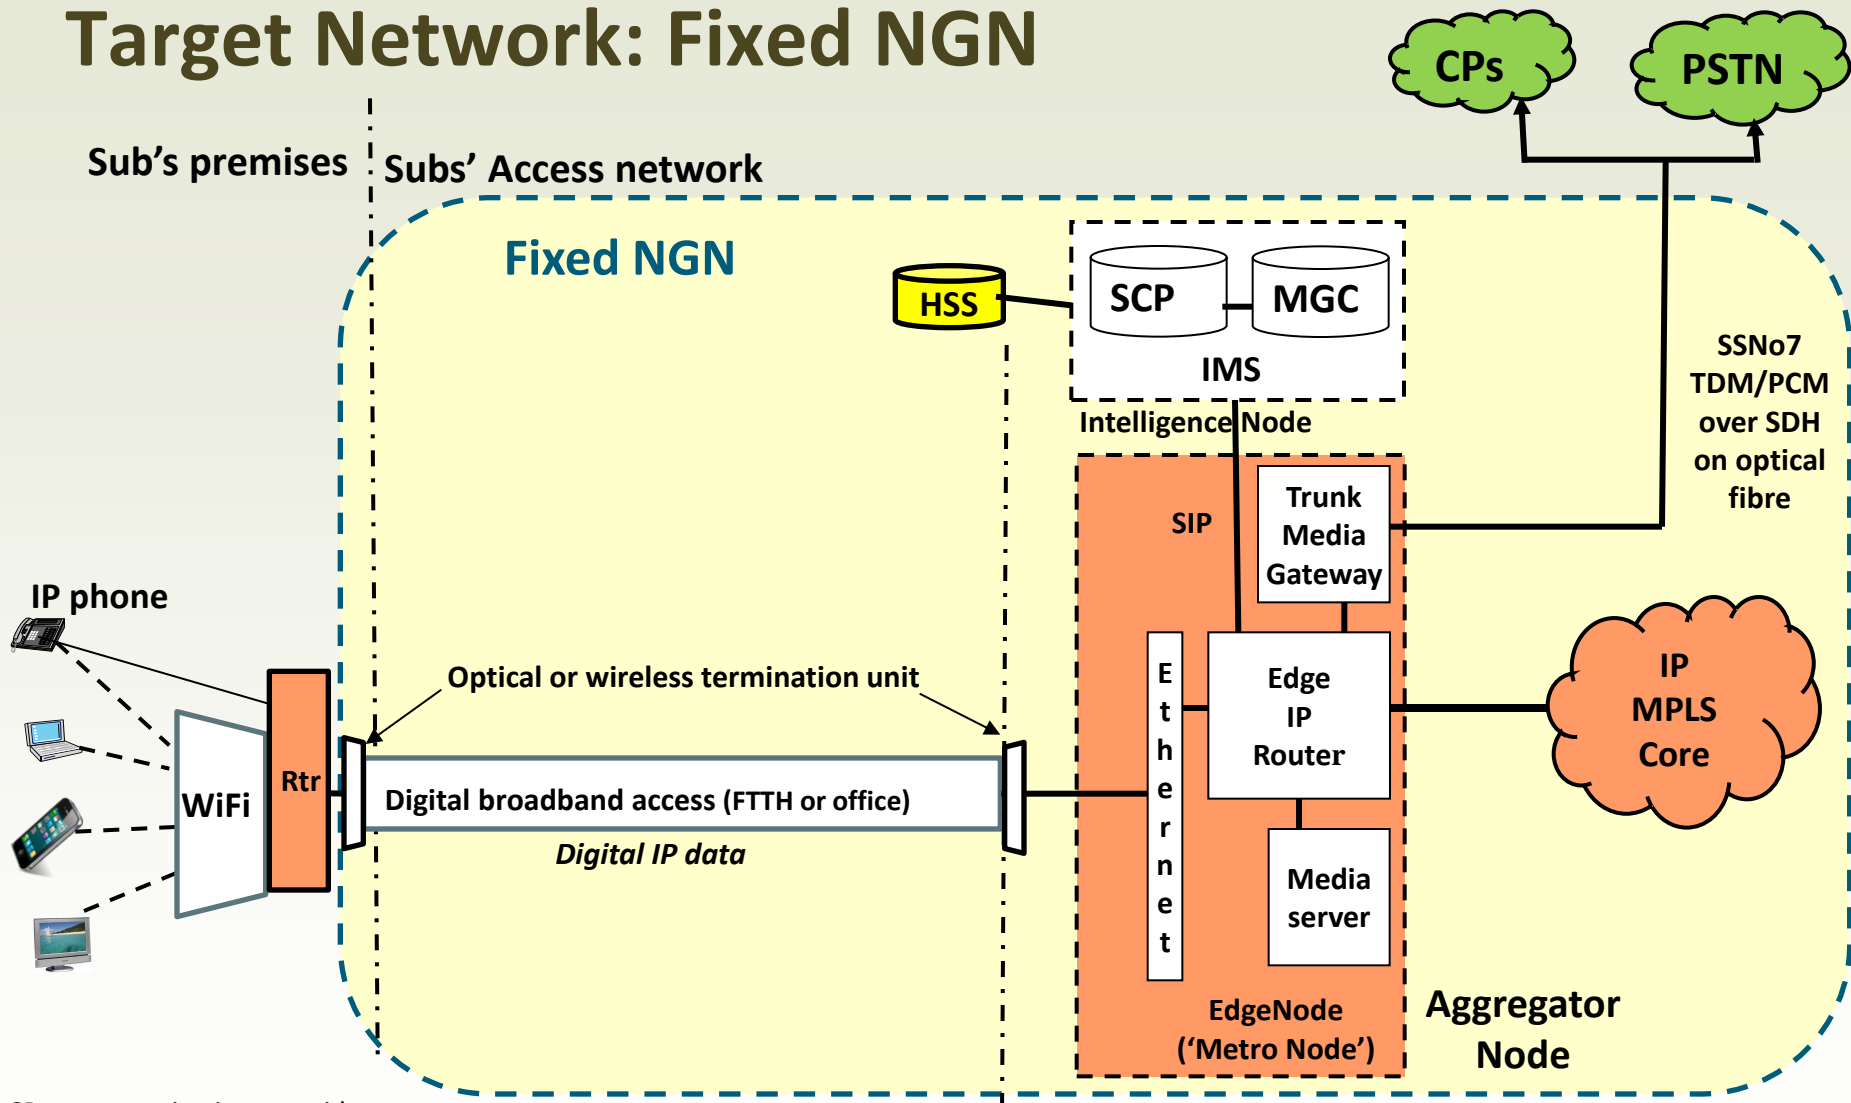 Target Network: Fixed NGN
CPs
PSTN
Sub's premises
Subs' Access network
Fixed NGN
HSS
SCP
MGC
IMS
Intelligence Node
SSNo7
TDM/PCM
over SDH
on optical
fibre
SIP
Trunk
Media
Gateway
IP phone
Optical or wireless termination unit
WiFi
Rtr
Digital broadband access (FTTH or office)
Digital IP data
Ethernet
Edge
IP
Router
IP
MPLS
Core
Media
server
EdgeNode
('Metro Node')
Aggregator
Node